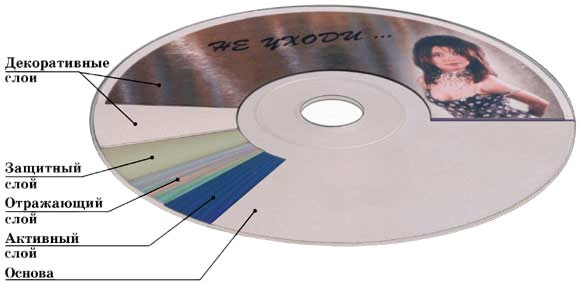 НЕ УХОДИ ...
Декоративные
слои
Защитный
слой
Отражающий
слой
Активный
слой
Основа